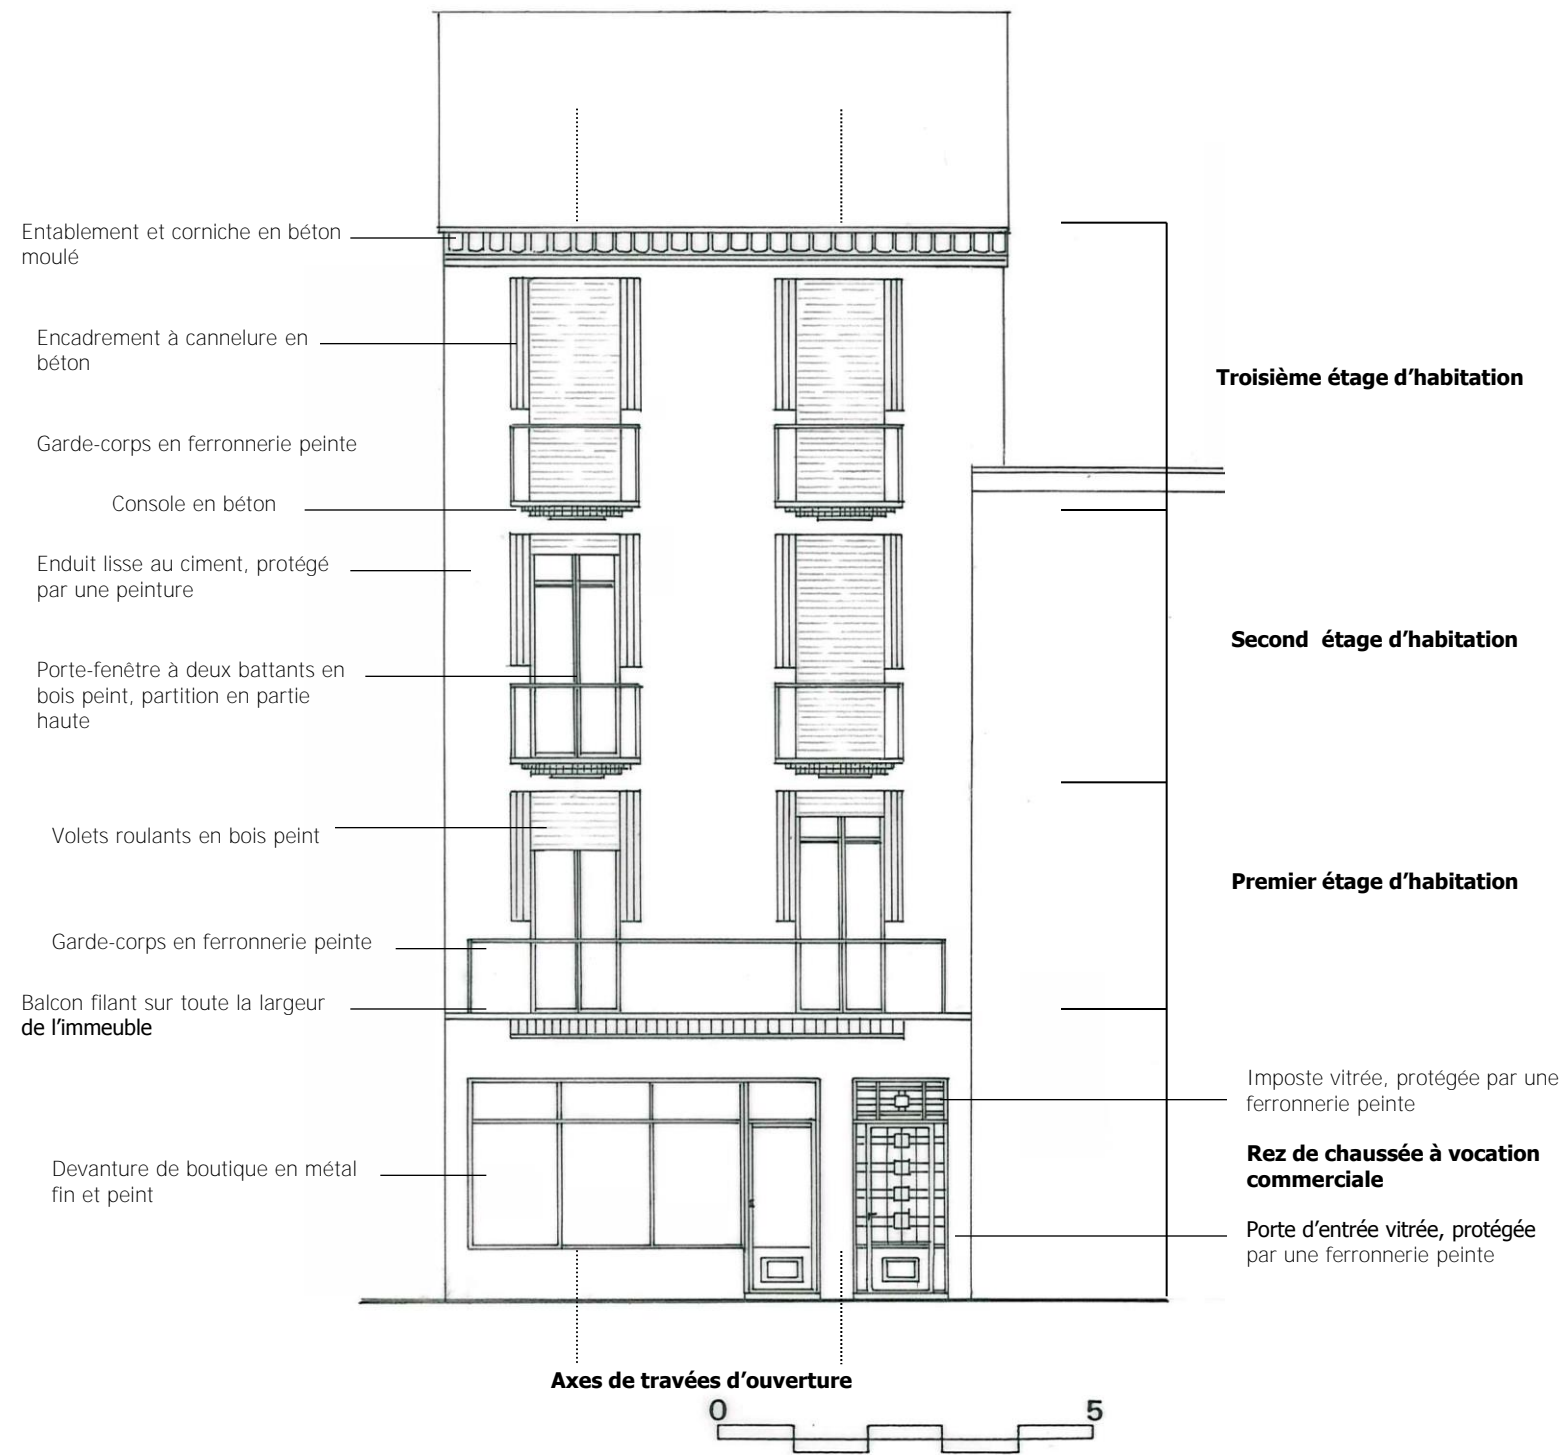 Entablement et corniche en béton
moulé
Encadrement à cannelure en
béton
Garde-corps en ferronnerie peinte
Console en béton
Enduit lisse au ciment, protégé
par une peinture
Porte-fenêtre à deux battants en
bois peint, partition en partie
haute
Volets roulants en bois peint
Garde-corps en ferronnerie peinte
Balcon filant sur toute la largeur
de l’immeuble
Devanture de boutique en métal
fin et peint
Troisième étage d’habitation
Second étage d’habitation
Premier étage d’habitation
Imposte vitrée, protégée par une
ferronnerie peinte
Rez de chaussée à vocation
commerciale
Porte d’entrée vitrée, protégée
par une ferronnerie peinte
Axes de travées d’ouverture
0 5